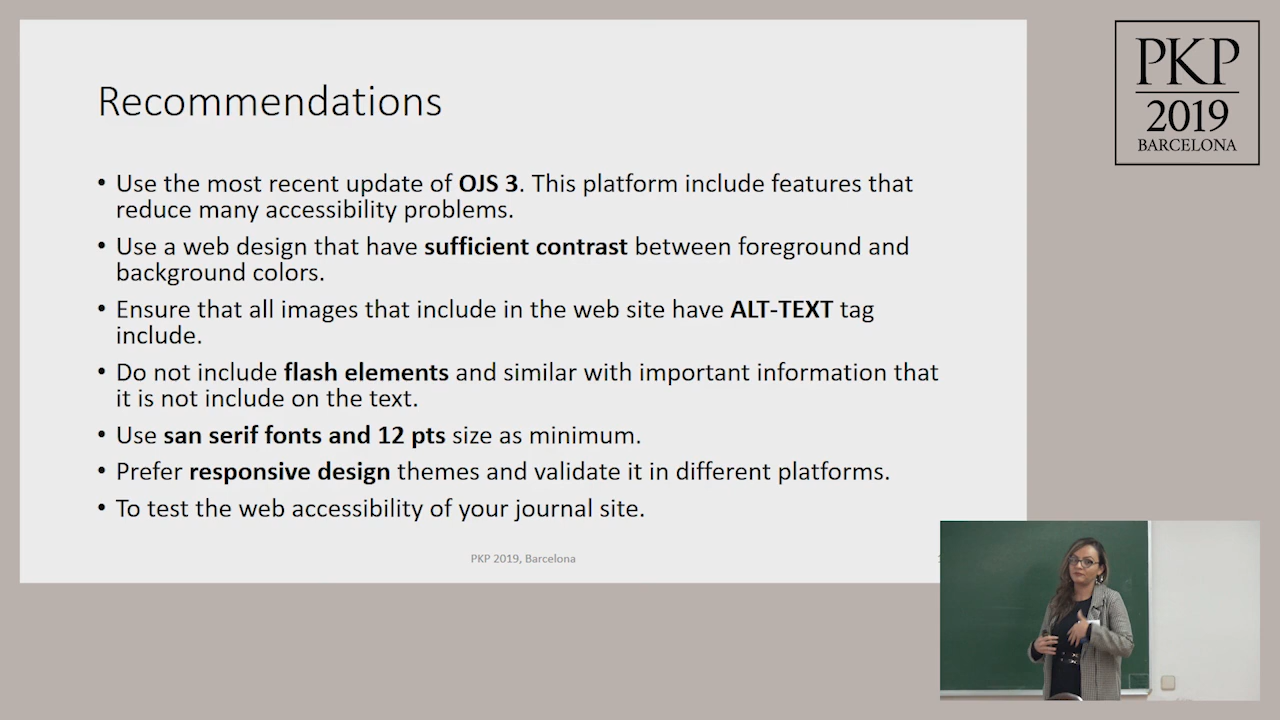 Recommendations
• Use the most recent update of OJS 3. This platform include features that
reduce many accessibility problems.
• Use a web design that have sufficient contrast between foreground and
background colors.
• Ensure that all images that include in the web site have ALT-TEXT tag
include.
• Do not include flash elements and similar with important information that
it is not include on the text.
• Use san serif fonts and 12 pts size as minimum.
• Prefer responsive design themes and validate it in different platforms.
• To test the web accessibility of your journal site.
PKP 2019, Barcelona
PKP
2019
BARCELONA